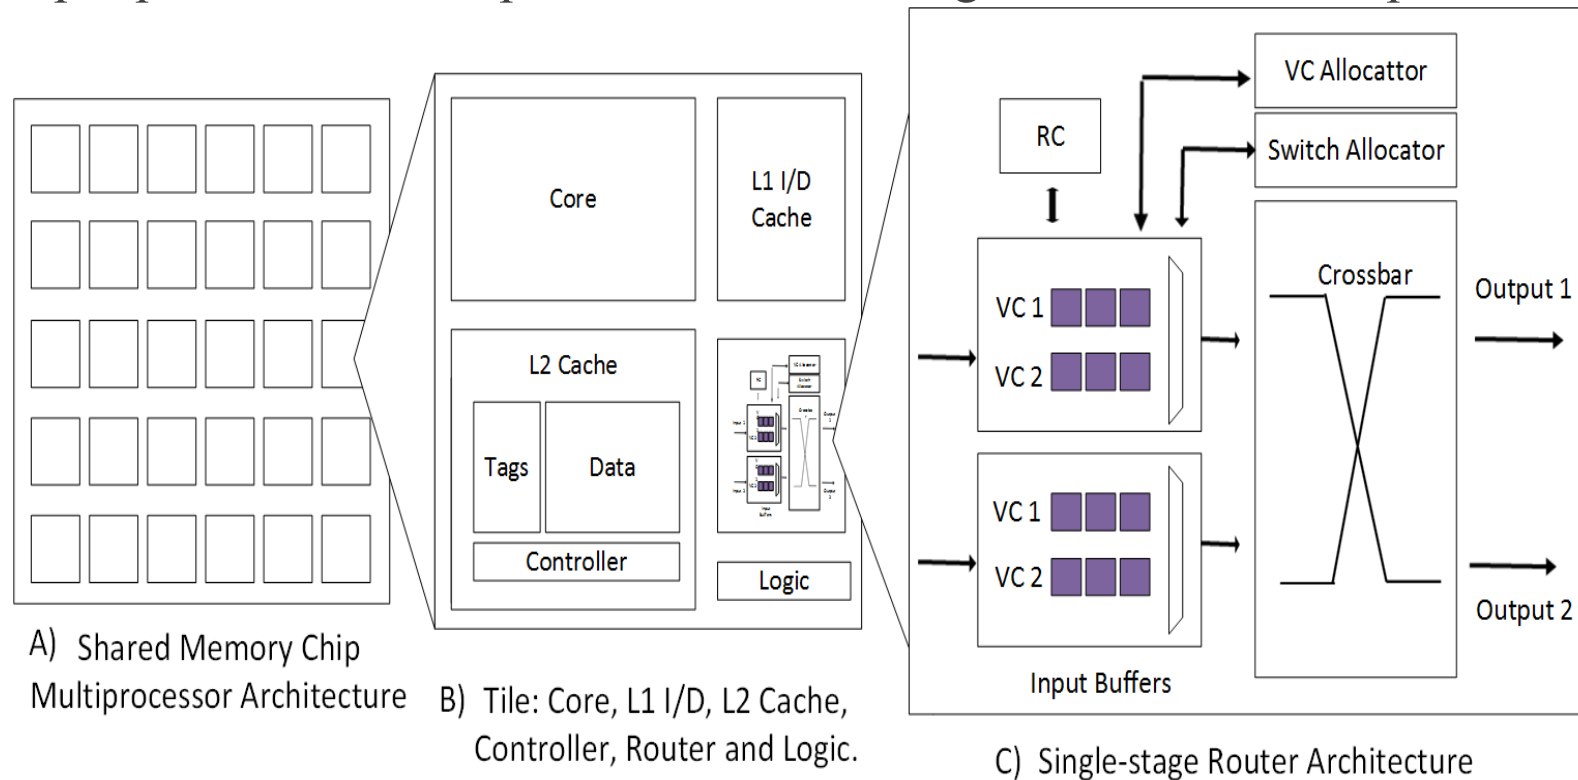 Core
L1 I/D
Cache
L2 Cache
Tags
Data
Controller
Logic
RC
VC Allocattor
Switch Allocator
VC 1
VC 2
VC 1
VC 2
Input Buffers
Crossbar
Output 1
Output 2
A) Shared Memory Chip
Multiprocessor Architecture
B) Tile: Core, L1 I/D, L2 Cache,
Controller, Router and Logic.
C) Single-stage Router Architecture